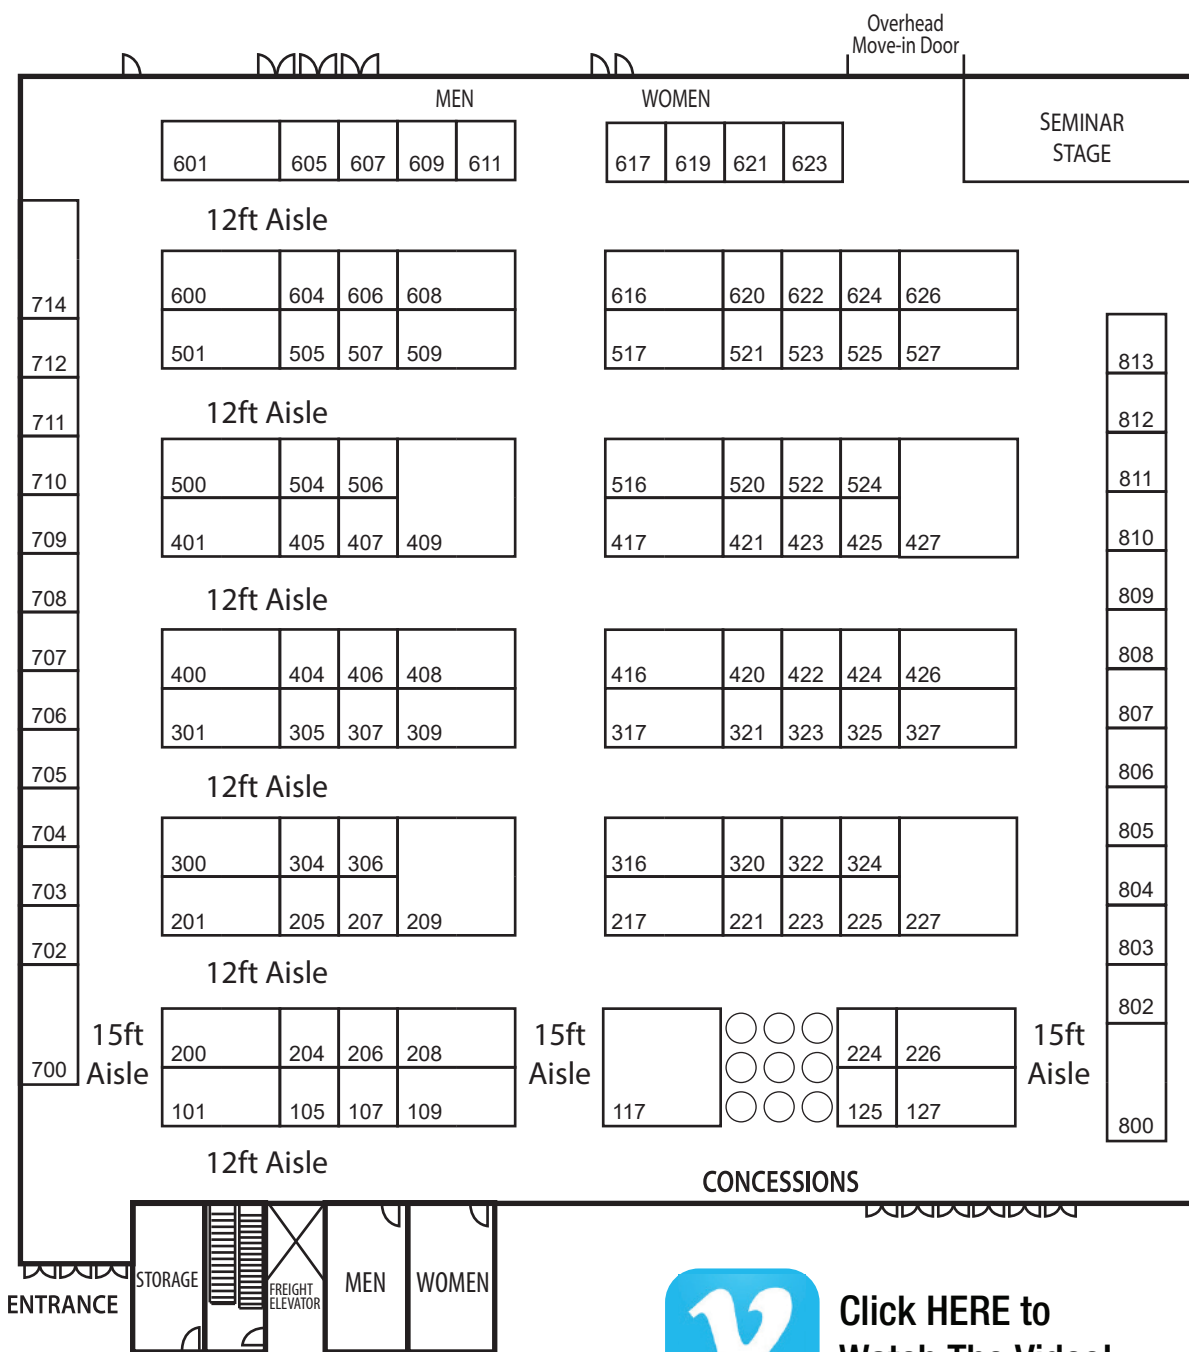 Overhead
Move-in Door
MEN
WOMEN
SEMINAR
STAGE
601 605 607 609 611
617 619 621 623
12ft Aisle
600 604 606 608
616 620 622 624 626
714
501 505 507 509
517 521 523 525 527
712
813
12ft Aisle
711
812
500 504 506
516 520 522 524
710
811
401 405 407 409
417 421 423 425 427
709
810
12ft Aisle
708
809
707
808
400 404 406 408
416 420 422 424 426
706
807
301 305 307 309
317 321 323 325 327
705
806
12ft Aisle
704
805
300 304 306
316 320 322 324
703
804
201 205 207 209
217 221 223 225 227
702
803
12ft Aisle
802
15ft
Aisle
15ft
Aisle
15ft
Aisle
200 204 206 208
224 226
700
101 105 107 109
117
125 127
800
12ft Aisle
CONCESSIONS
STORAGE
FREIGHT
ELEVATOR
MEN
WOMEN
ENTRANCE
Click HERE to
Watch The Video!